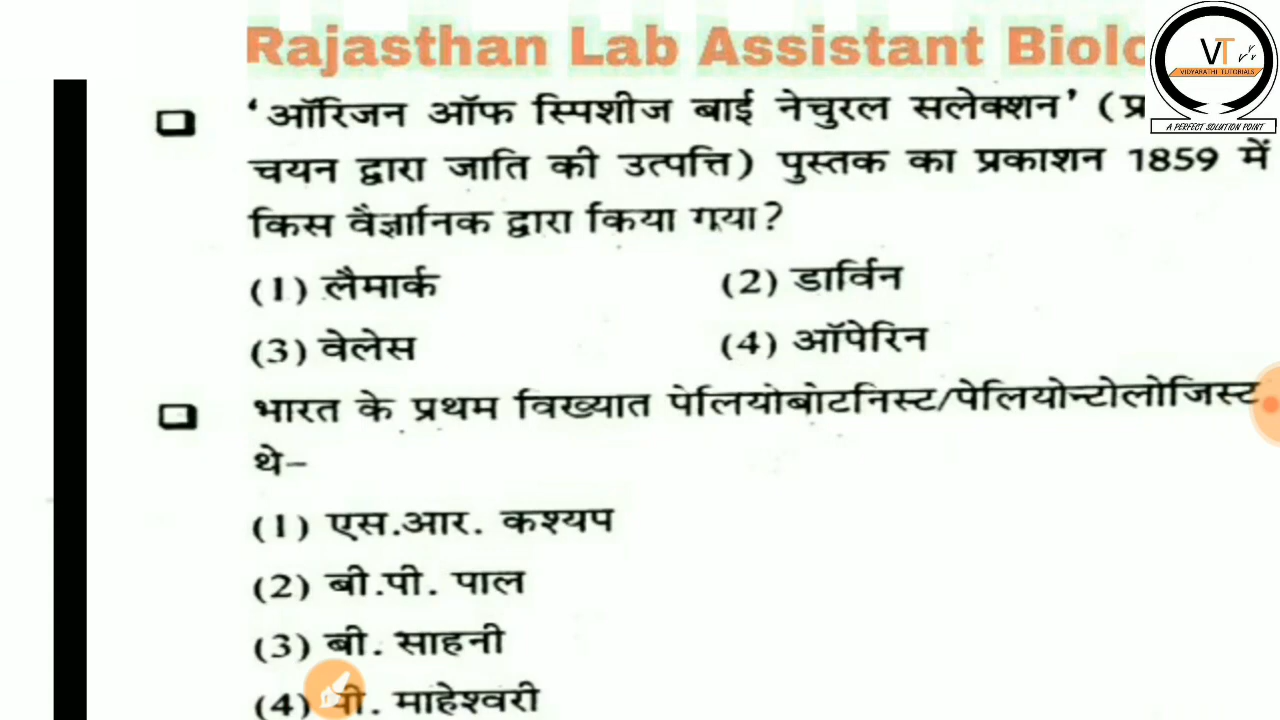 Rajasthan Lab Assistant
VT
VIDYARATHI TUTORIALS
A PERFECT SOLUTION POINT
'ऑरिजन ऑफ स्पिशीज बाई नेचुरल सलेक्शन' (प्र
चयन द्वारा जाति की उत्पत्ति) पुस्तक का प्रकाशन 1859 में
किस वैज्ञानिक द्वारा किया गया?
(1) लैमार्क (2) डार्विन
(3) वेलेस (4) ऑपेरिन
भारत के प्रथम विख्यात पेलियोबोटनिस्ट/पेलियोन्टोलोजिस्ट
थे–
(1) एस.आर. कश्यप
(2) बी.पी. पाल
(3) बी. साहनी
(4) माहेश्वरी